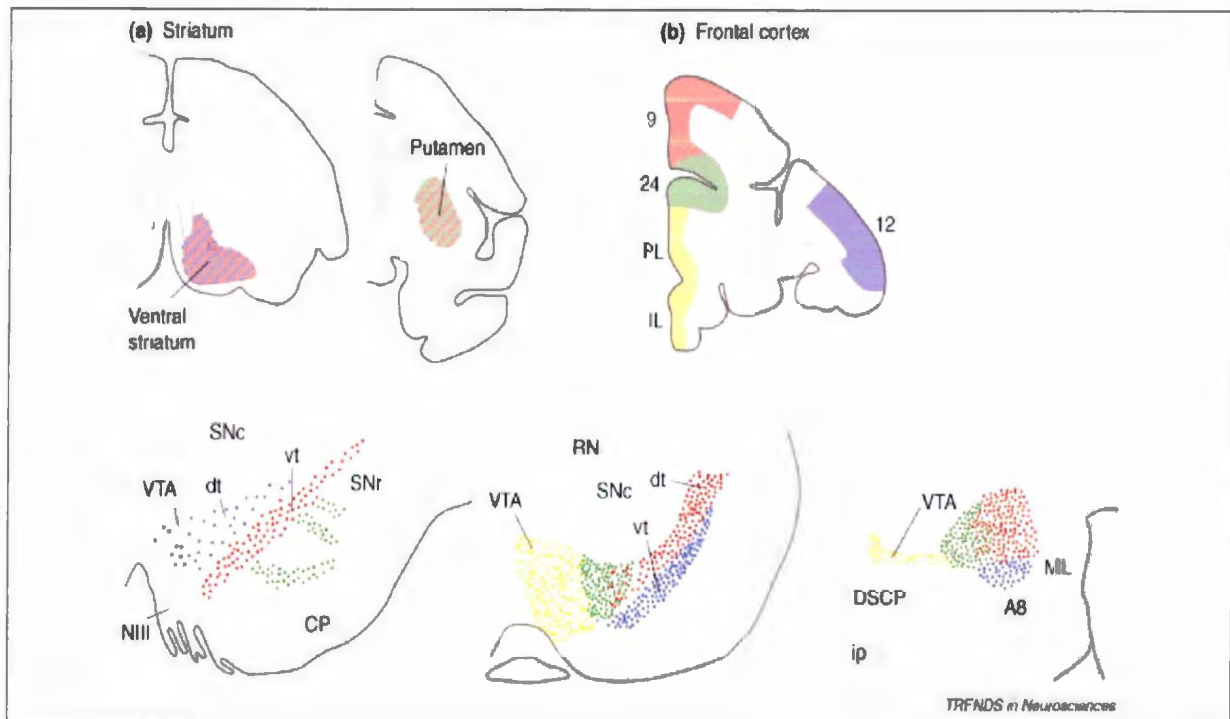 (a) Striatum
(b) Frontal cortex
Putamen
Ventral
striatum
9
24
PL
IL
12
SNc
vt
VTA
dt
SNr
NIII
CP
RN
VTA
SNc
dt
vt
VTA
DSCP
ML
A8
ip
TRENDS in Neurosciences